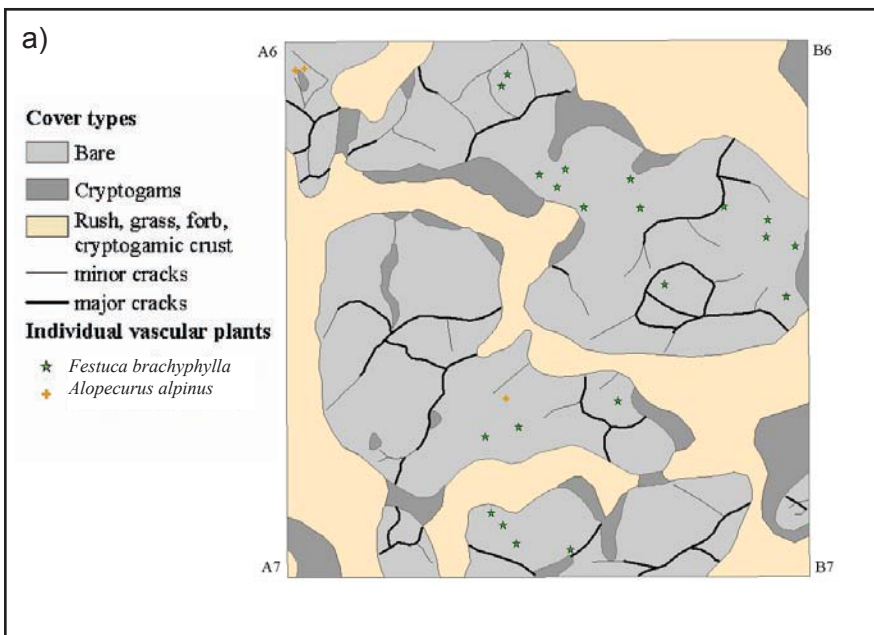 a)
A6
B6
Cover types
Bare
Cryptogams
Rush, grass, forb,
cryptogamic crust
minor cracks
major cracks
Individual vascular plants
Festuca brachyphylla
Alopecurus alpinus
A7
B7